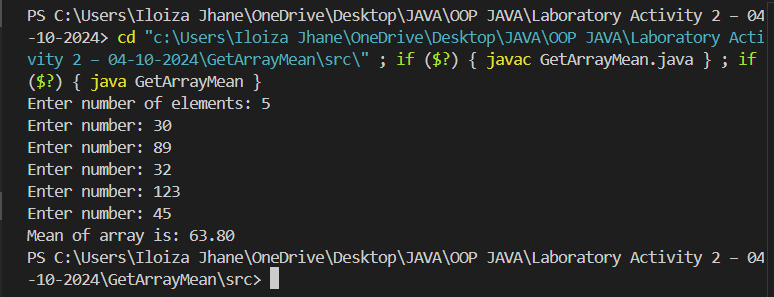 PS C:\Users\Iloiza Jhane\OneDrive\Desktop\JAVA\OOP JAVA\Laboratory Activity 2 – 04
-10-2024> cd "c:\Users\Iloiza Jhane\OneDrive\Desktop\JAVA\OOP JAVA\Laboratory Acti
vity 2 – 04-10-2024\GetArrayMean\src\" ; if ($?) { javac GetArrayMean.java } ; if
($?) { java GetArrayMean }
Enter number of elements: 5
Enter number: 30
Enter number: 89
Enter number: 32
Enter number: 123
Enter number: 45
Mean of array is: 63.80
PS C:\Users\Iloiza Jhane\OneDrive\Desktop\JAVA\OOP JAVA\Laboratory Activity 2 – 04
-10-2024\GetArrayMean\src>